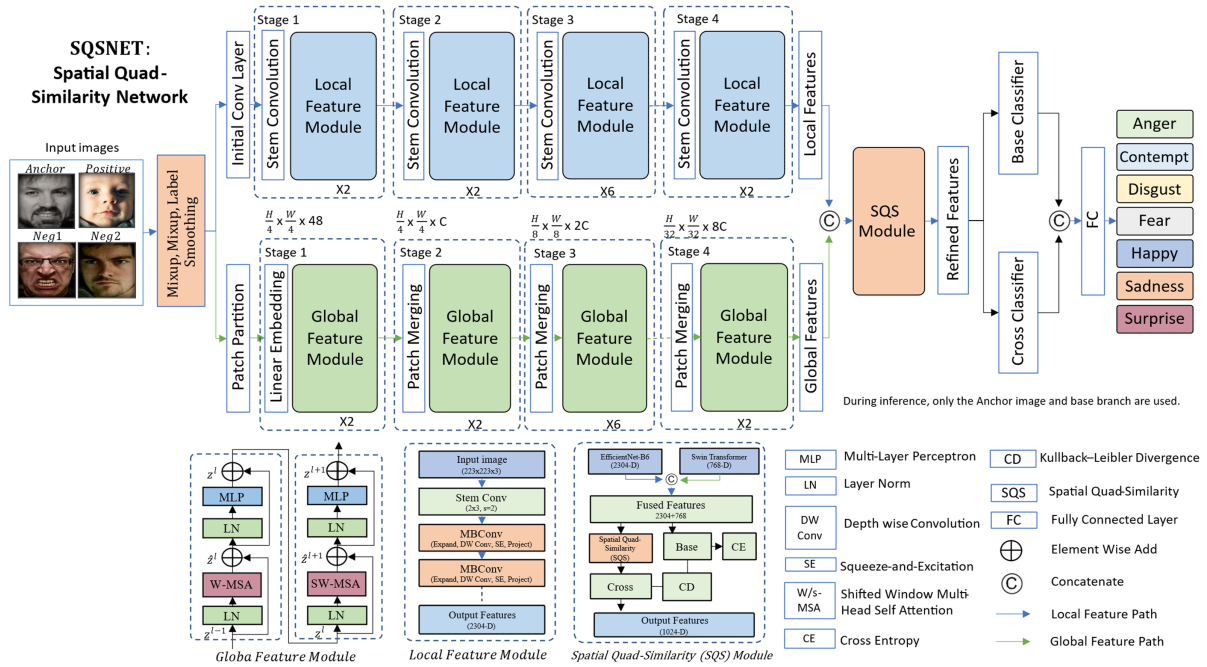 SQSNET:
Spatial Quad-
Similarity Network
Input images
Anchor
Positive
Neg1
Neg2
Mixup, Mixup, Label
Smoothing
Initial Conv Layer
Stage 1
Stem Convolution
Local
Feature
Module
X2
Stage 2
Stem Convolution
Local
Feature
Module
X2
Stage 3
Stem Convolution
Local
Feature
Module
X6
Stage 4
Stem Convolution
Local
Feature
Module
X2
Local Features
H/4 x W/4 x 48
H/4 x W/4 x C
H/8 x W/8 x 2C
H/32 x W/32 x 8C
Patch Partition
Stage 1
Linear Embedding
Global
Feature
Module
X2
Stage 2
Patch Merging
Global
Feature
Module
X2
Stage 3
Patch Merging
Global
Feature
Module
X6
Stage 4
Patch Merging
Global
Feature
Module
X2
Global Features
C
SQS
Module
Refined Features
Base Classifier
Cross Classifier
C
FC
Anger
Contempt
Disgust
Fear
Happy
Sadness
Surprise
During inference, only the Anchor image and base branch are used.
z^l
MLP
LN
ẑ^l
W-MSA
LN
z^{l-1}
z^{l+1}
MLP
LN
ẑ^{l+1}
SW-MSA
LN
z^l
Globa Feature Module
Input image
(223x223x3)
Stem Conv
(2x3, s=2)
MBConv
(Expand, DW Conv, SE, Project)
MBConv
(Expand, DW Conv, SE, Project)
Output Features
(2304-D)
Local Feature Module
EfficientNet-B6
(2304-D)
Swin Transformer
(768-D)
C
Fused Features
2304+768
Spatial Quad-
Similarity
(SQS)
Base
CE
Cross
CD
Output Features
(1024-D)
Spatial Quad-Similarity (SQS) Module
MLP
Multi-Layer Perceptron
LN
Layer Norm
DW
Conv
Depth wise Convolution
SE
Squeeze-and-Excitation
W/s-
MSA
Shifted Window Multi-
Head Self Attention
CE
Cross Entropy
CD
Kullback–Leibler Divergence
SQS
Spatial Quad-Similarity
FC
Fully Connected Layer
Element Wise Add
C
Concatenate
Local Feature Path
Global Feature Path